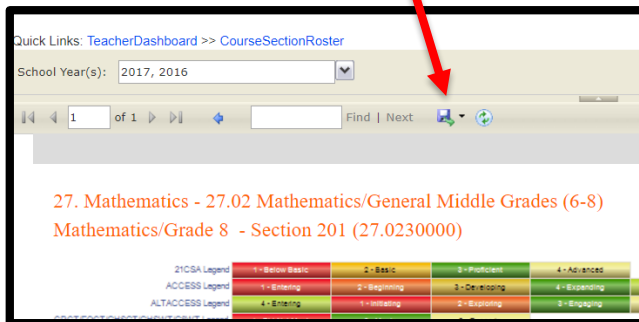 Quick Links: TeacherDashboard >> CourseSectionRoster
School Year(s): 2017, 2016
1 of 1 Find | Next
27. Mathematics - 27.02 Mathematics/General Middle Grades (6-8)
Mathematics/Grade 8 - Section 201 (27.0230000)
21CSA Legend 1 - Below Basic 2 - Basic 3 - Proficient 4 - Advanced
ACCESS Legend 1 - Entering 2 - Beginning 3 - Developing 4 - Expanding
ALTACCESS Legend 4 - Entering 1 - Initiating 2 - Exploring 3 - Engaging